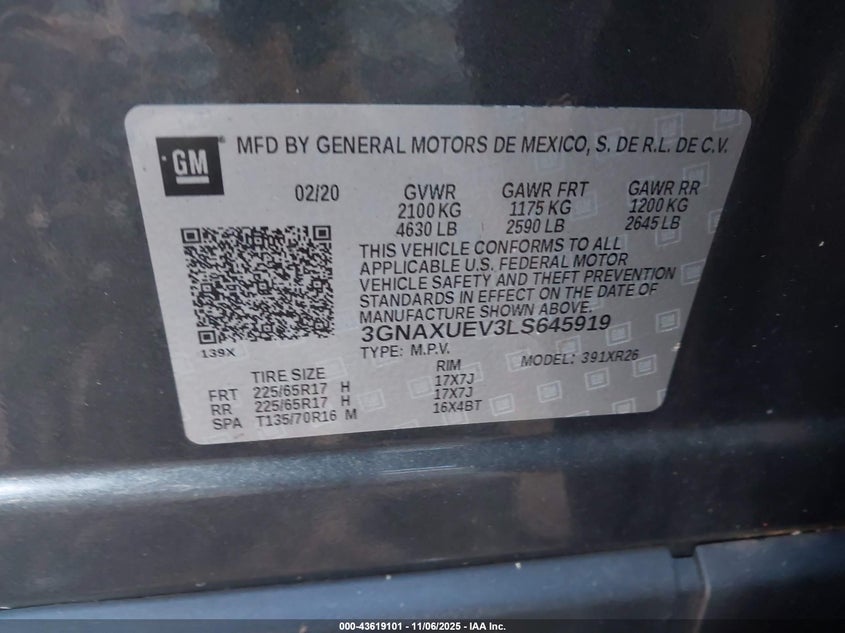 GM ® MFD BY GENERAL MOTORS DE MEXICO, S. DE R.L. DE C.V.
02/20 GVWR GAWR FRT GAWR RR
2100 KG 1175 KG 1200 KG
4630 LB 2590 LB 2645 LB
THIS VEHICLE CONFORMS TO ALL
APPLICABLE U.S. FEDERAL MOTOR
VEHICLE SAFETY AND THEFT PREVENTION
STANDARDS IN EFFECT ON THE DATE OF
MANUFACTURE SHOWN ABOVE.
3GNAXUEV3LS645919
139X TYPE: M.P.V. MODEL: 391XR26
TIRE SIZE RIM
FRT 225/65R17 H 17X7J
RR 225/65R17 H 17X7J
SPA T135/70R16 M 16X4BT
000-43619101 - 11/06/2025 - IAA Inc.